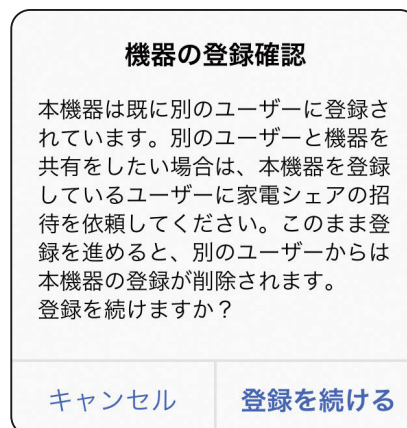 機器の登録確認
本機器は既に別のユーザーに登録さ
れています。別のユーザーと機器を
共有をしたい場合は、本機器を登録
しているユーザーに家電シェアの招
待を依頼してください。このまま登
録を進めると、別のユーザーからは
本機器の登録が削除されます。
登録を続けますか？
キャンセル
登録を続ける